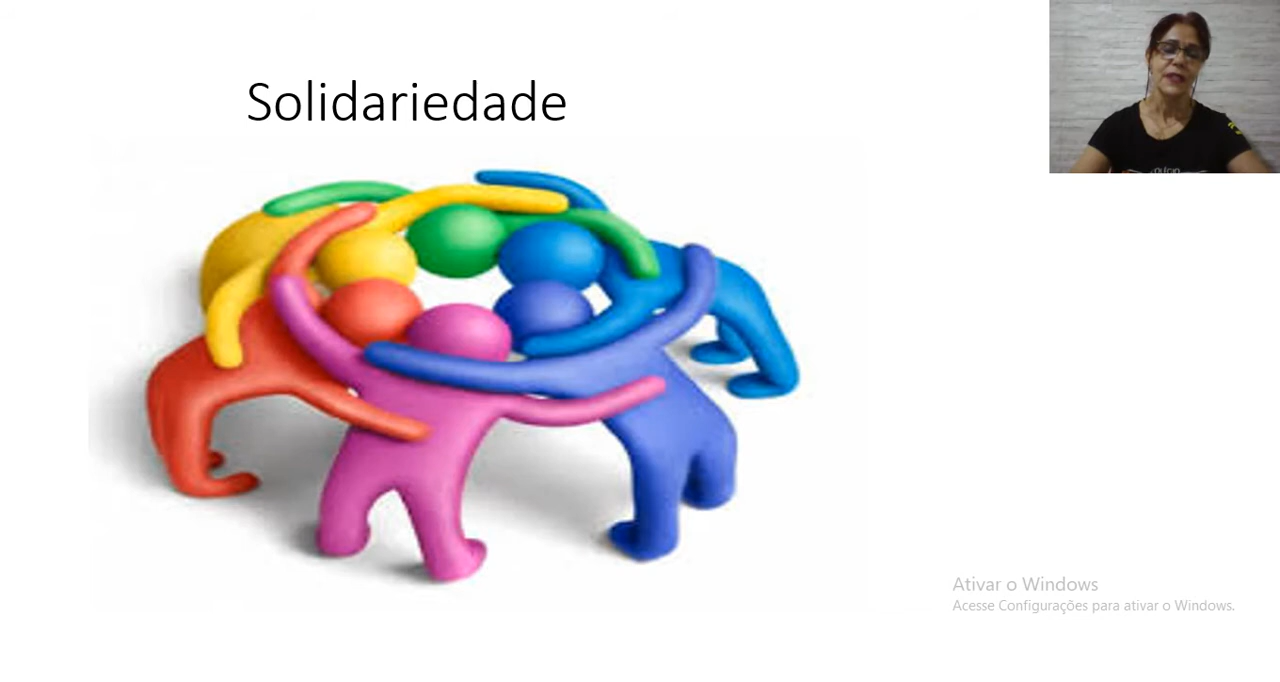 Solidariedade
Ativar o Windows
Acesse Configurações para ativar o Windows.